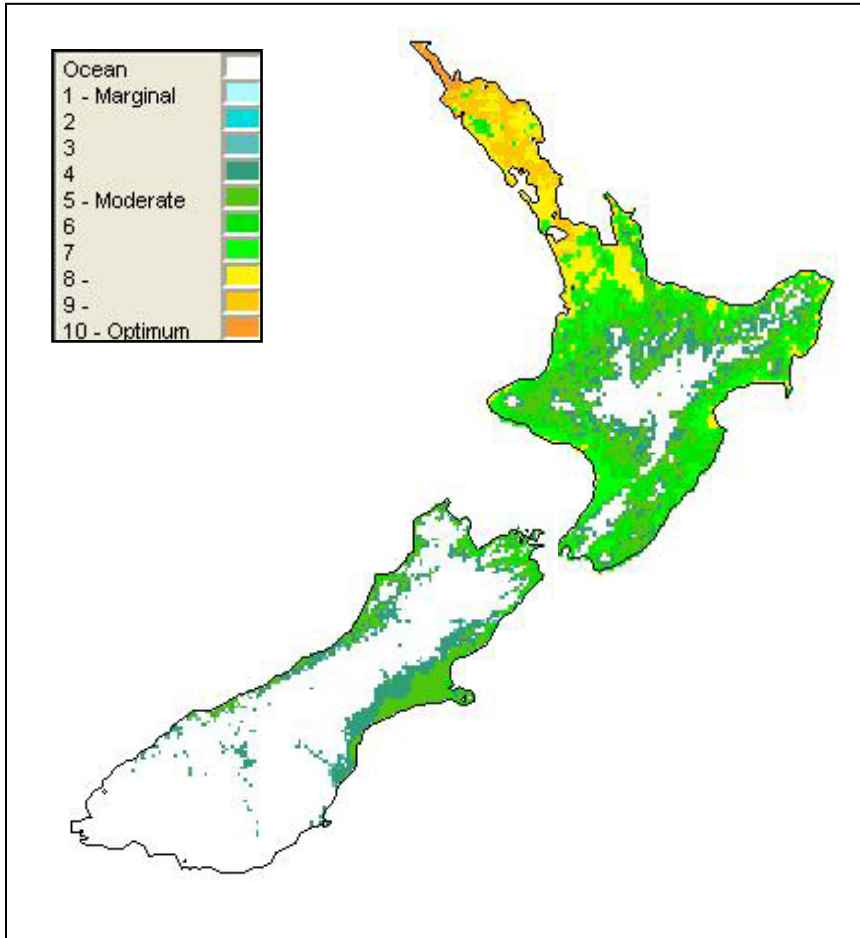 Ocean
1 - Marginal
2
3
4
5 - Moderate
6
7
8 -
9 -
10 - Optimum